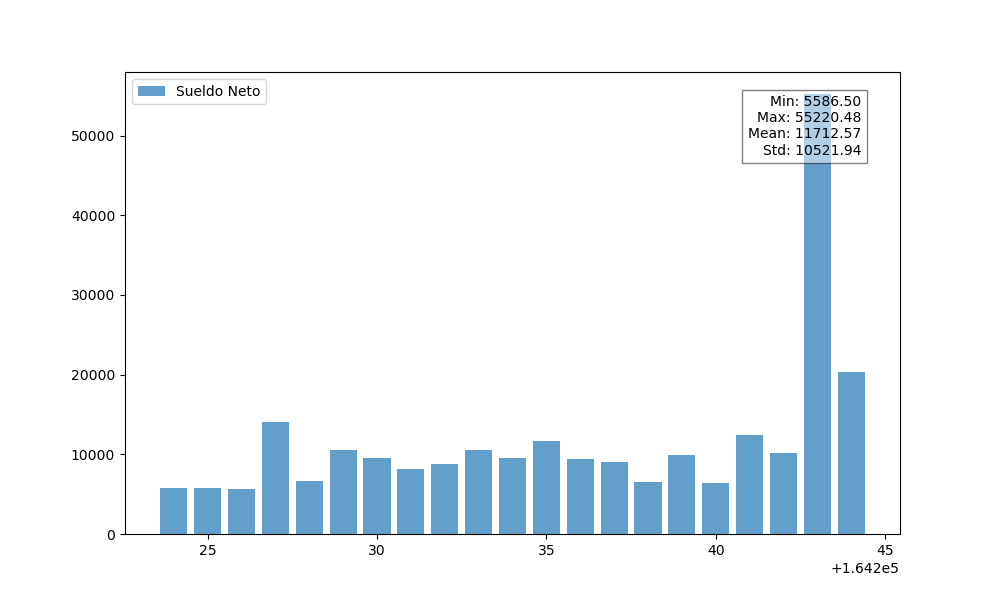 Sueldo Neto
Min: 5586.50
Max: 55220.48
Mean: 11712.57
Std: 10521.94
50000
40000
30000
20000
10000
0
25 30 35 40 45
+1.642e5